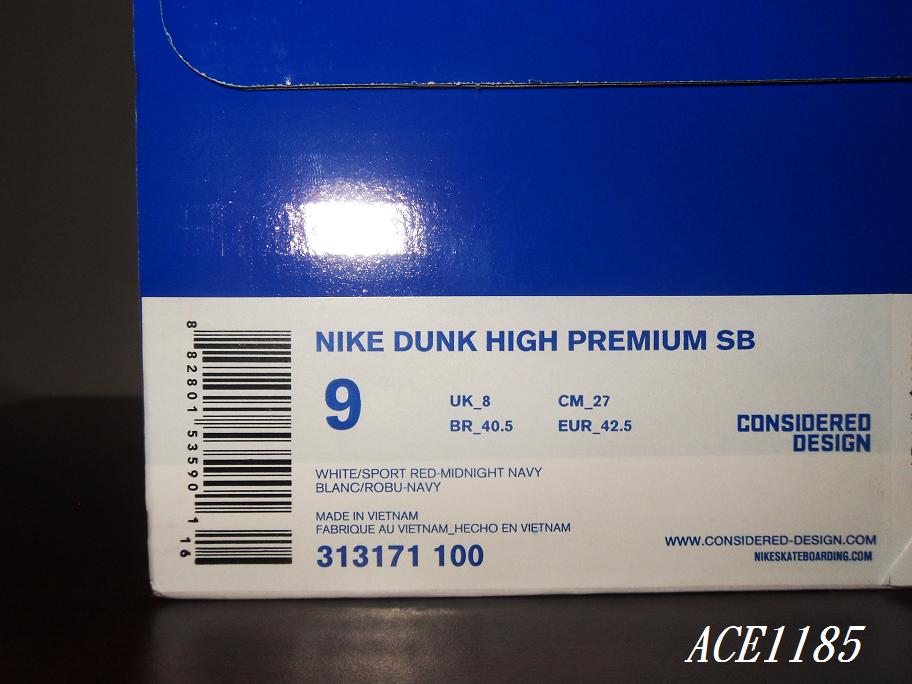 NIKE DUNK HIGH PREMIUM SB
9
UK_8 CM_27
BR_40.5 EUR_42.5
CONSIDERED
DESIGN
WHITE/SPORT RED-MIDNIGHT NAVY
BLANC/ROBU-NAVY
MADE IN VIETNAM
FABRIQUE AU VIETNAM_HECHO EN VIETNAM
313171 100
WWW.CONSIDERED-DESIGN.COM
NIKESKATEBOARDING.COM
8 82801 53590 1 16
ACE1185